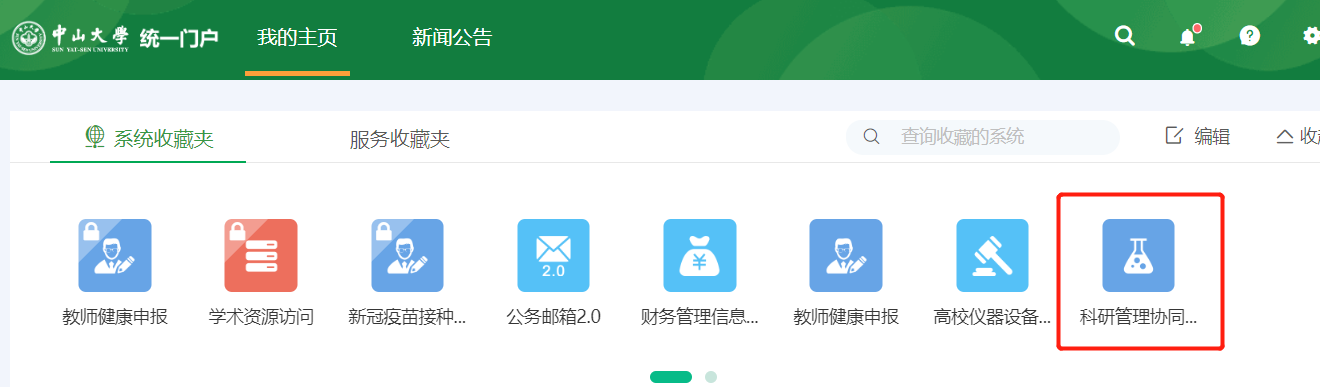 中山大學 统一门户 我的主页 新闻公告
SUN YAT-SEN UNIVERSITY
系统收藏夹 服务收藏夹 查询收藏的系统 编辑 收起
2.0
教师健康申报 学术资源访问 新冠疫苗接种... 公务邮箱2.0 财务管理信息... 教师健康申报 高校仪器设备... 科研管理协同...